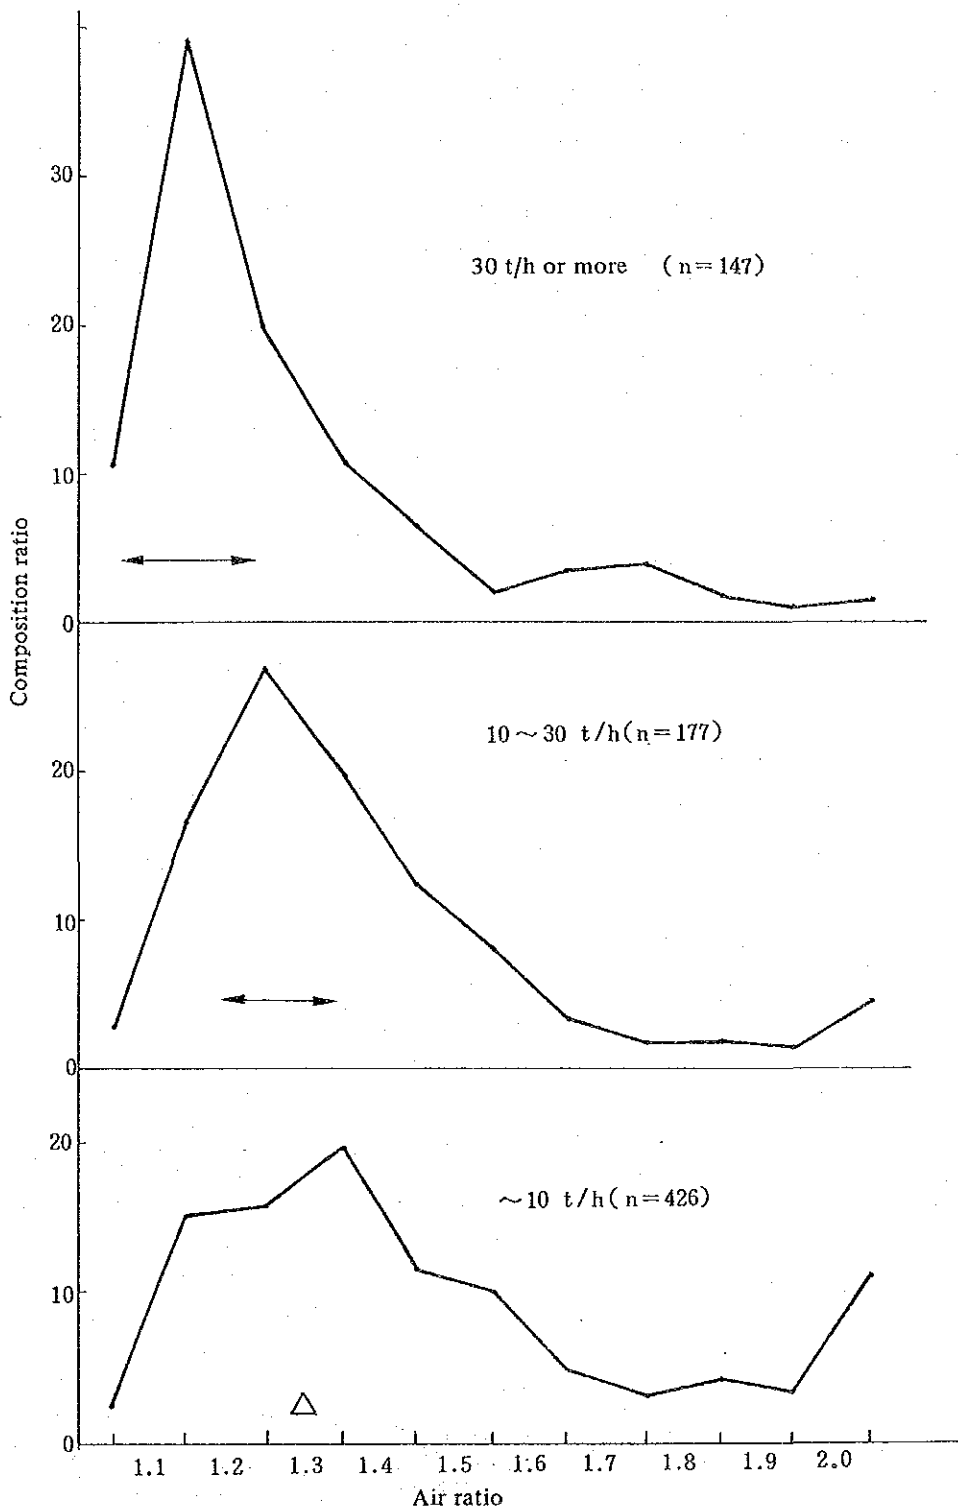 30
30 t/h or more (n=147)
20
10
Composition ratio
0
10～30 t/h(n=177)
20
10
0
20
～10 t/h(n=426)
10
0
1.1 1.2 1.3 1.4 1.5 1.6 1.7 1.8 1.9 2.0
Air ratio